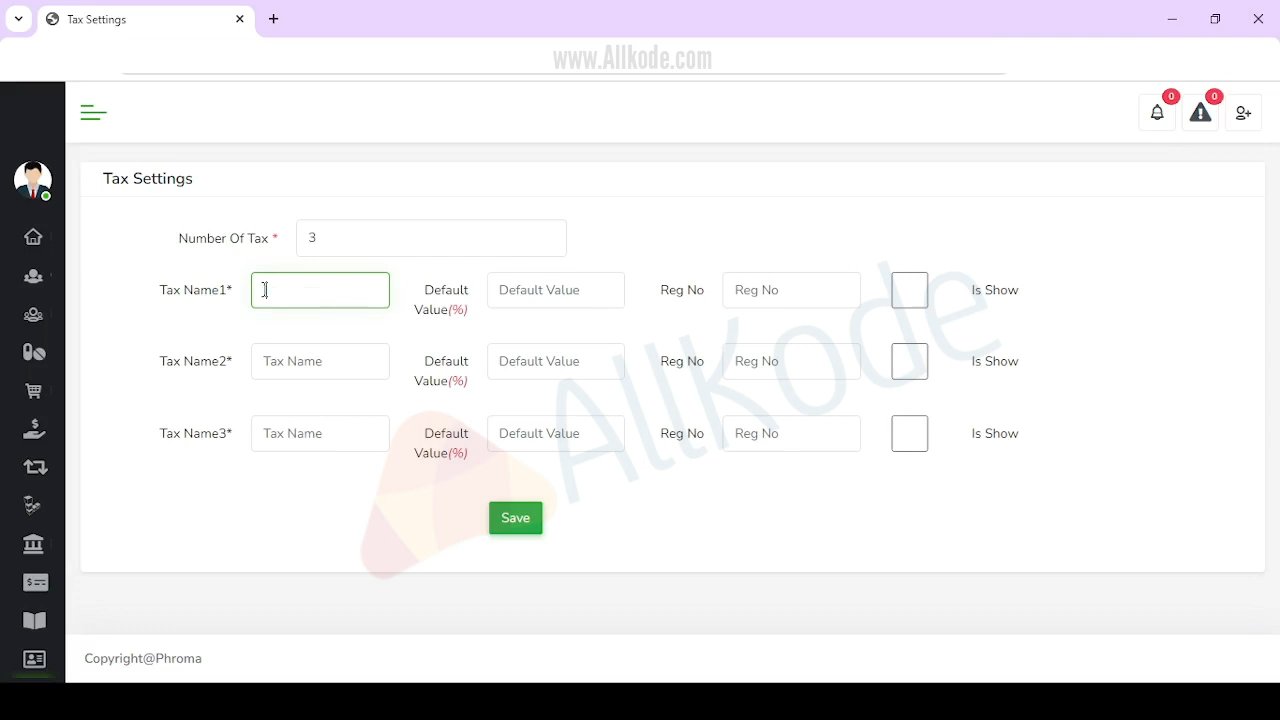 Tax Settings
www.Allkode.com
0 0
Tax Settings
Number Of Tax * 3
Tax Name1* Default Value(%) Default Value Reg No Reg No Is Show
Tax Name2* Tax Name Default Value(%) Default Value Reg No Reg No Is Show
Tax Name3* Tax Name Default Value(%) Default Value Reg No Reg No Is Show
AllKode
Save
Copyright@Phroma